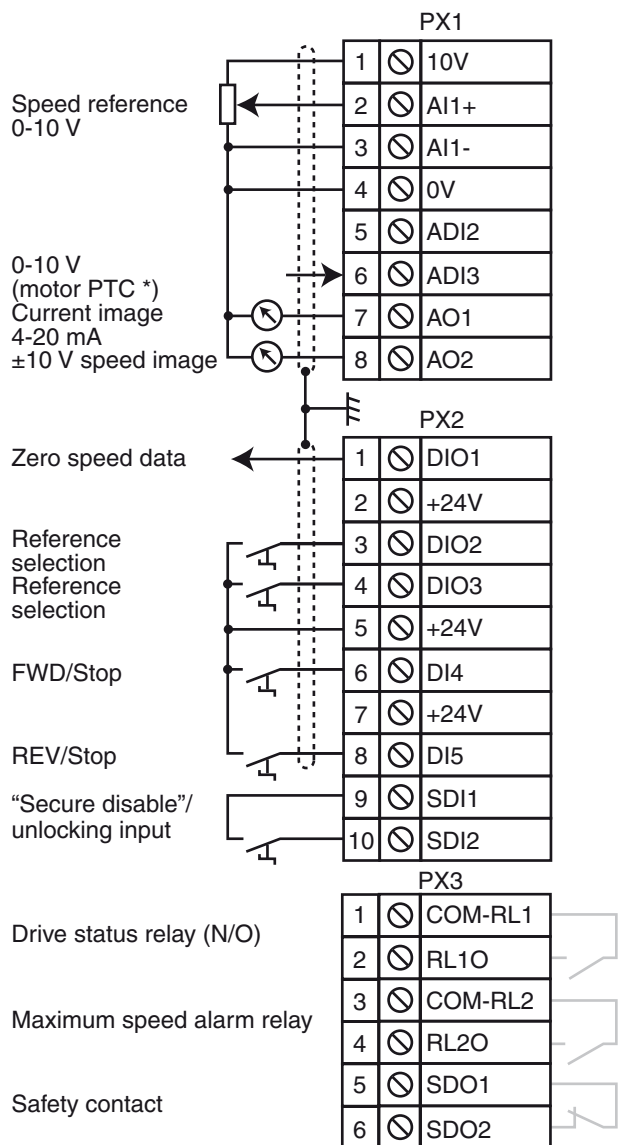 PX1
1 10V
Speed reference 2 AI1+
0-10 V
3 AI1-
4 0V
5 ADI2
0-10 V
(motor PTC *) 6 ADI3
Current image 7 AO1
4-20 mA
±10 V speed image 8 AO2
PX2
Zero speed data 1 DIO1
2 +24V
Reference 3 DIO2
selection
Reference 4 DIO3
selection
5 +24V
FWD/Stop 6 DI4
7 +24V
REV/Stop 8 DI5
“Secure disable”/ 9 SDI1
unlocking input 10 SDI2
PX3
1 COM-RL1
Drive status relay (N/O)
2 RL1O
3 COM-RL2
Maximum speed alarm relay
4 RL2O
5 SDO1
Safety contact
6 SDO2